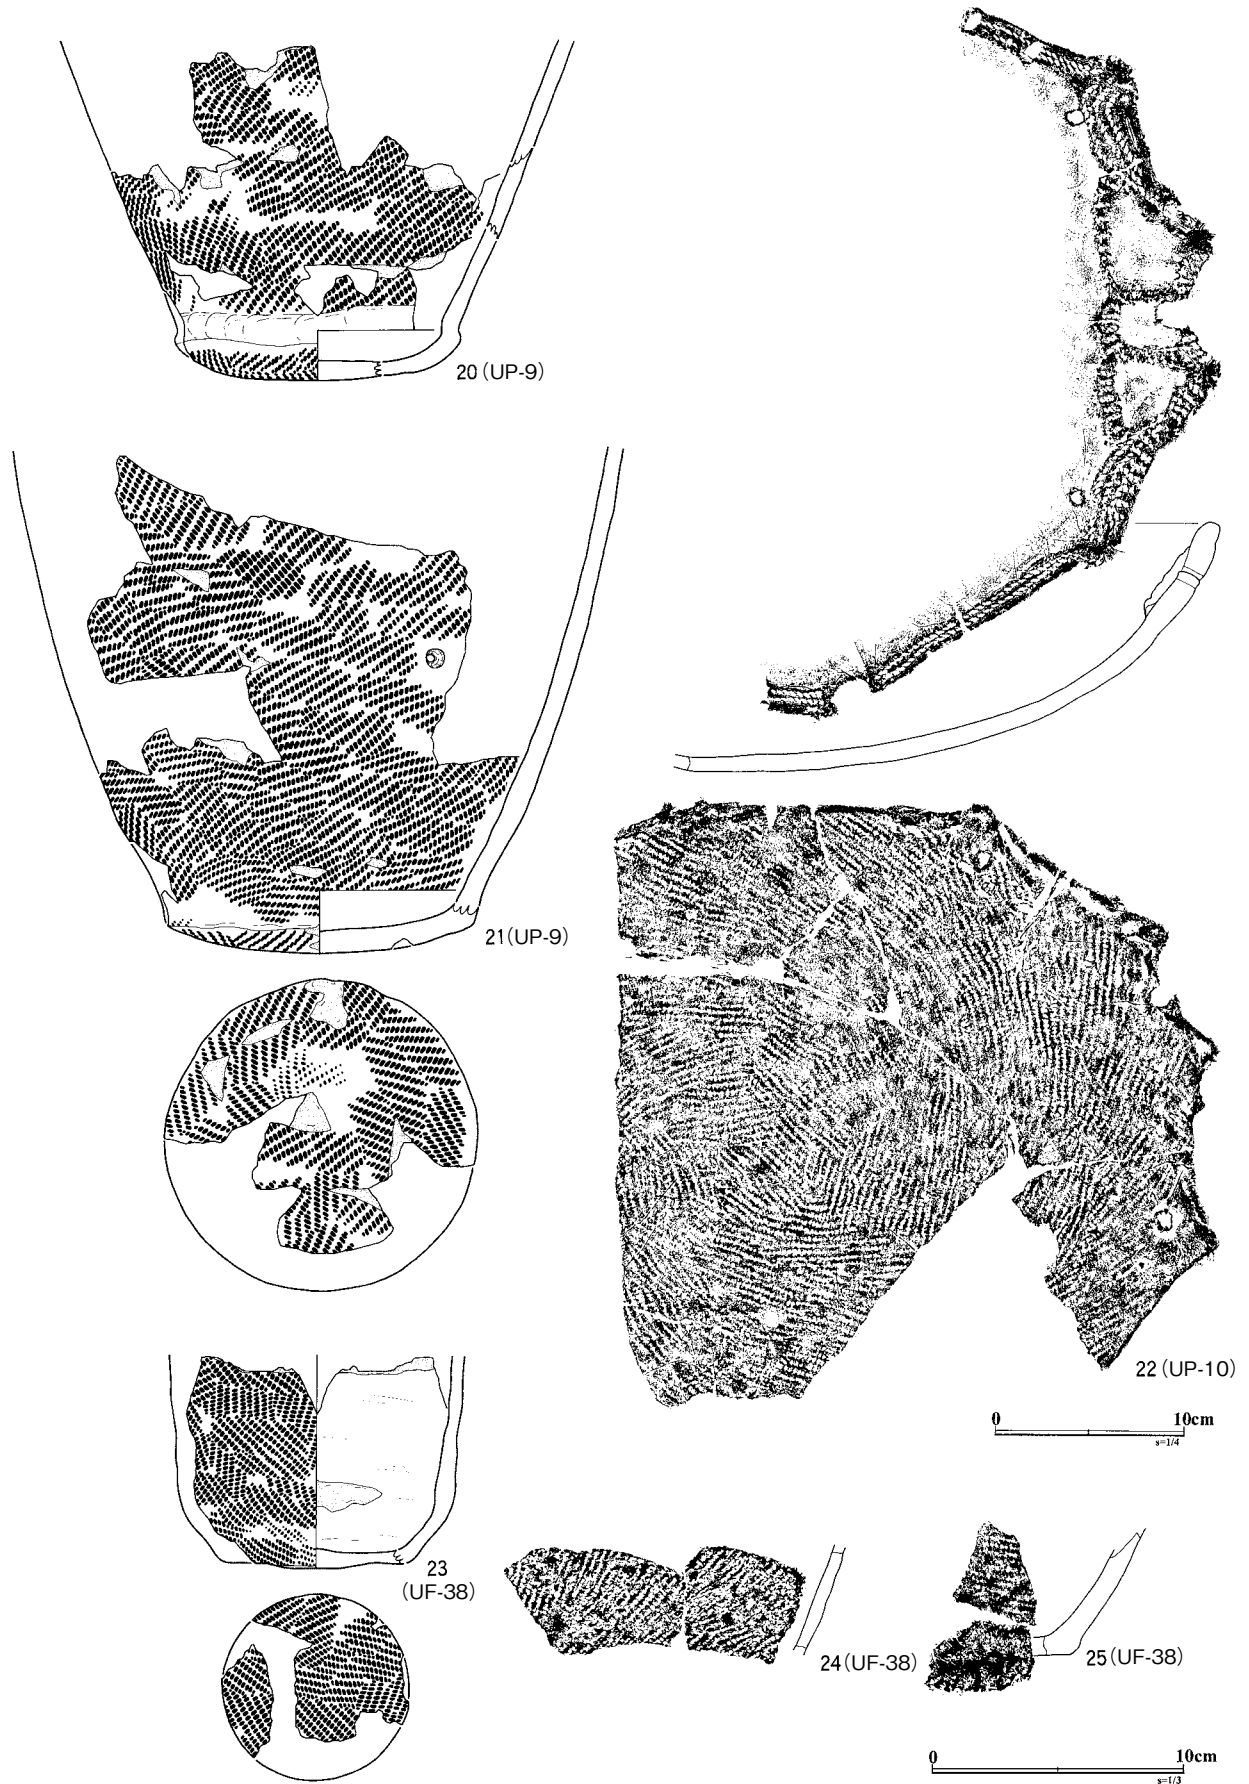 20(UP-9)
21(UP-9)
22(UP-10)
0 10cm
s=1/4
23
(UF-38)
24(UF-38)
25(UF-38)
0 10cm
s=1/3